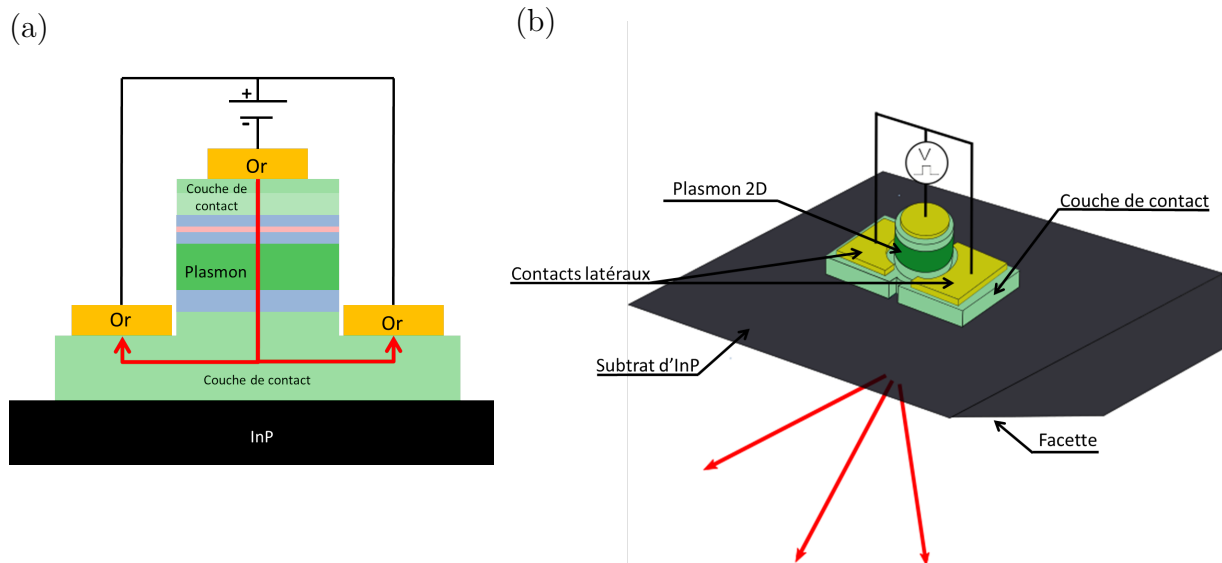 (a)
+
-
Or
Couche de
contact
Plasmon
Or
Or
Couche de contact
InP
(b)
V
Plasmon 2D
Couche de contact
Contacts latéraux
Subtrat d’InP
Facette